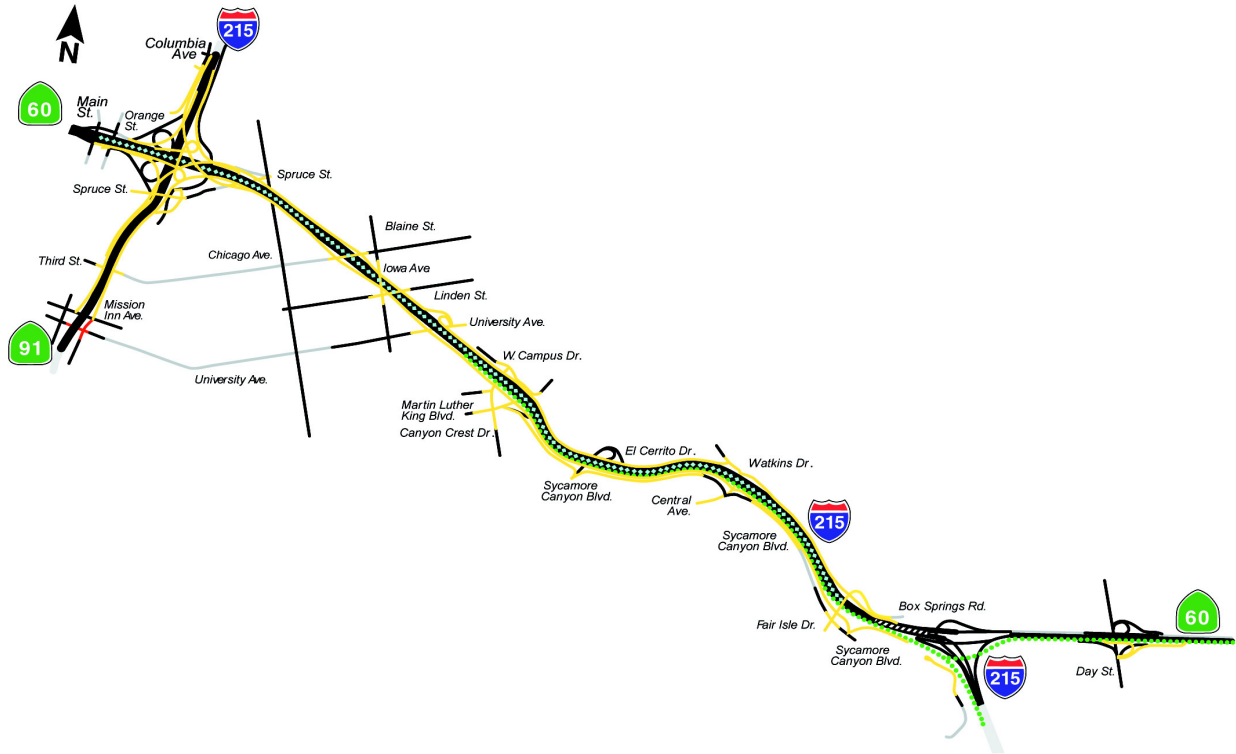 215
Columbia
Ave
N
60
Main
St.
Orange
St.
Spruce St.
Spruce St.
Blaine St.
Chicago Ave.
Third St.
Iowa Ave
Linden St.
Mission
Inn Ave.
University Ave.
91
W. Campus Dr.
University Ave.
Martin Luther
King Blvd.
Canyon Crest Dr.
El Cerrito Dr.
Watkins Dr.
Sycamore
Canyon Blvd.
Central
Ave.
215
Sycamore
Canyon Blvd.
Box Springs Rd.
60
Fair Isle Dr.
Sycamore
Canyon Blvd.
215
Day St.